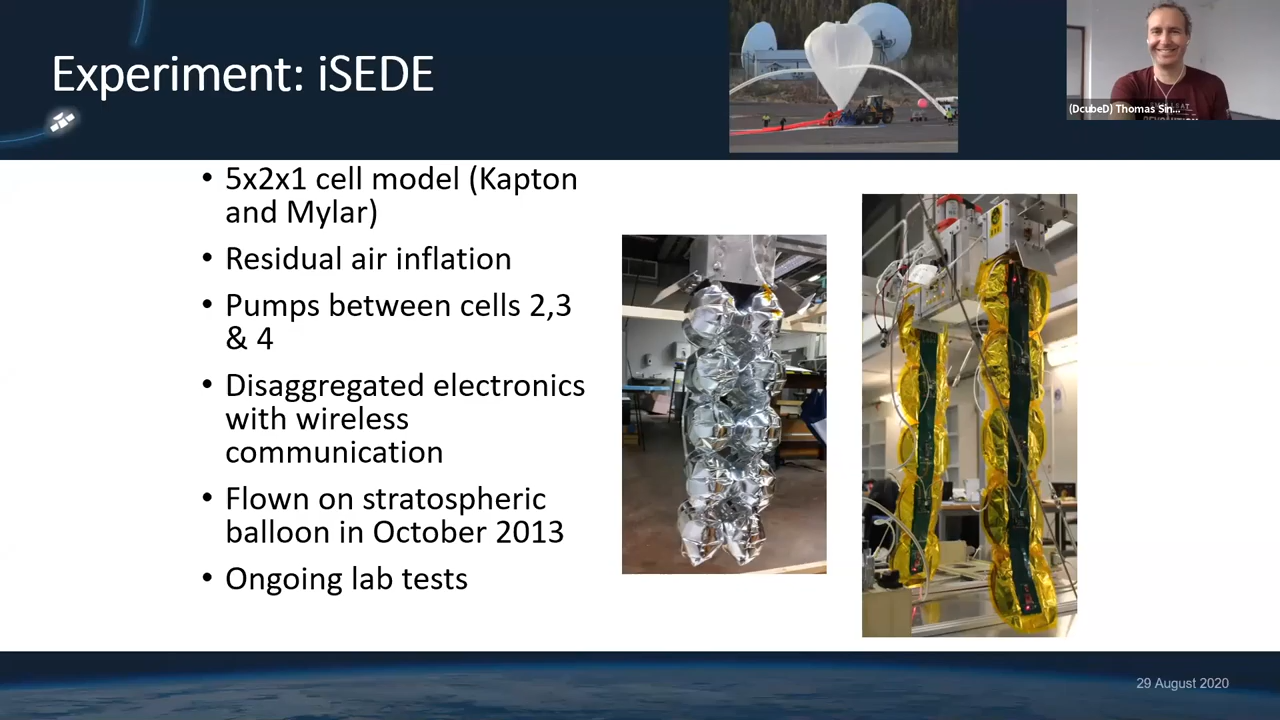 Experiment: iSEDE
(DcubeD) Thomas Sin...
• 5x2x1 cell model (Kapton
and Mylar)
• Residual air inflation
• Pumps between cells 2,3
& 4
• Disaggregated electronics
with wireless
communication
• Flown on stratospheric
balloon in October 2013
• Ongoing lab tests
29 August 2020